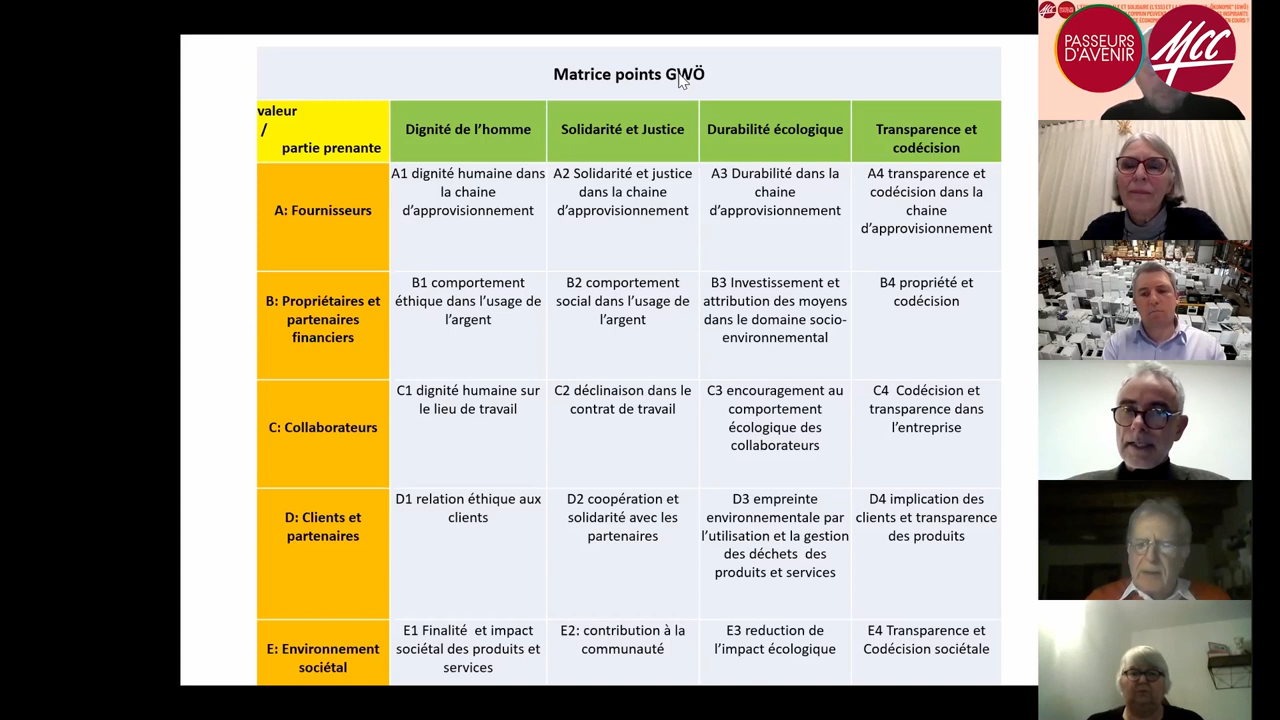 Matrice points GWÖ
valeur
/
partie prenante
Dignité de l'homme
Solidarité et Justice
Durabilité écologique
Transparence et
codécision
A: Fournisseurs
A1 dignité humaine dans
la chaine
d'approvisionnement
A2 Solidarité et justice
dans la chaine
d'approvisionnement
A3 Durabilité dans la
chaine
d'approvisionnement
A4 transparence et
codécision dans la
chaine
d'approvisionnement
B: Propriétaires et
partenaires
financiers
B1 comportement
éthique dans l'usage de
l'argent
B2 comportement
social dans l'usage de
l'argent
B3 Investissement et
attribution des moyens
dans le domaine socio-
environnemental
B4 propriété et
codécision
C: Collaborateurs
C1 dignité humaine sur
le lieu de travail
C2 déclinaison dans le
contrat de travail
C3 encouragement au
comportement
écologique des
collaborateurs
C4 Codécision et
transparence dans
l'entreprise
D: Clients et
partenaires
D1 relation éthique aux
clients
D2 coopération et
solidarité avec les
partenaires
D3 empreinte
environnementale par
l'utilisation et la gestion
des déchets des
produits et services
D4 implication des
clients et transparence
des produits
E: Environnement
sociétal
E1 Finalité et impact
sociétal des produits et
services
E2: contribution à la
communauté
E3 reduction de
l'impact écologique
E4 Transparence et
Codécision sociétale
PASSEURS
D'AVENIR
MCC